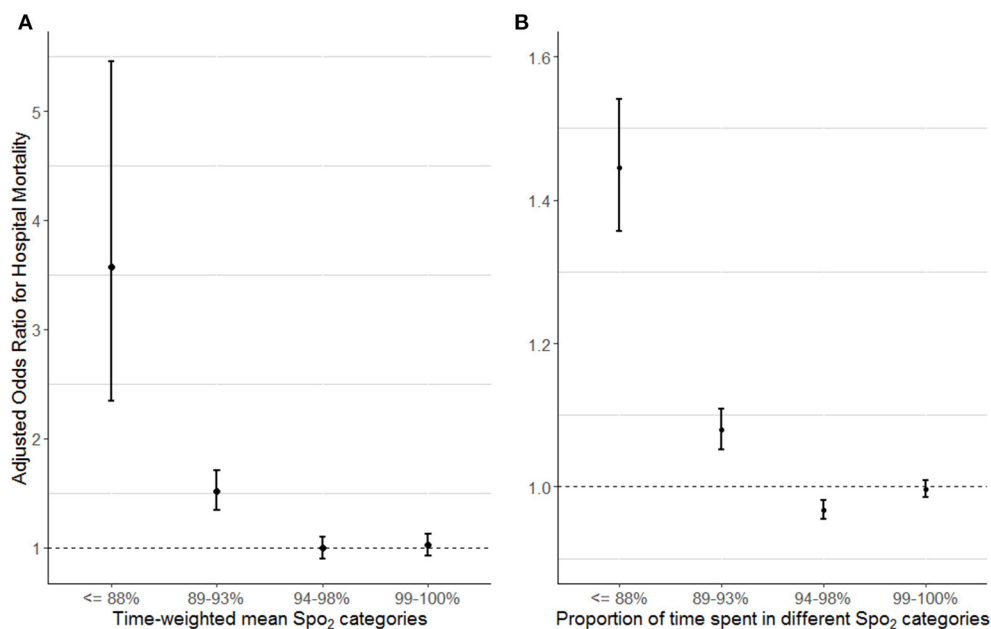 A
Adjusted Odds Ratio for Hospital Mortality
5
4
3
2
1
<= 88% 89-93% 94-98% 99-100%
Time-weighted mean Spo₂ categories
B
1.6
1.4
1.2
1.0
<= 88% 89-93% 94-98% 99-100%
Proportion of time spent in different Spo₂ categories